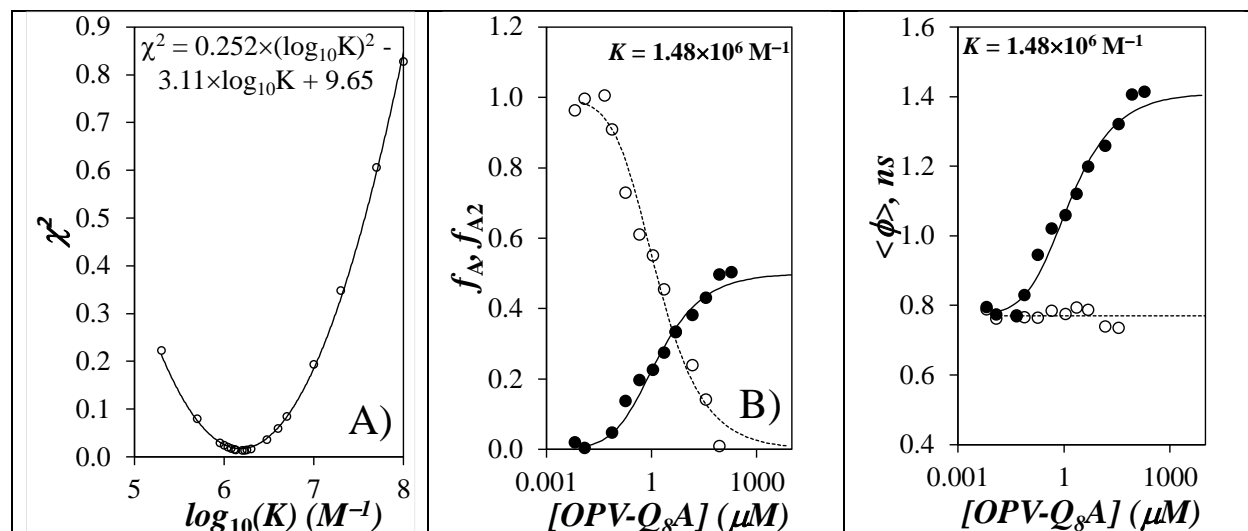 0.9
0.8
0.7
0.6
0.5
0.4
0.3
0.2
0.1
0.0
χ² = 0.252×(log₁₀K)² -
3.11×log₁₀K + 9.65
χ²
A)
5 6 7 8
log₁₀(K) (M⁻¹)
1.2
1.0
0.8
0.6
0.4
0.2
0.0
K = 1.48×10⁶ M⁻¹
f_A, f_A2
B)
0.001 1 1000
[OPV-Q₈A] (μM)
1.6
1.4
1.2
1.0
0.8
0.6
0.4
K = 1.48×10⁶ M⁻¹
<ϕ>, ns
0.001 1 1000
[OPV-Q₈A] (μM)